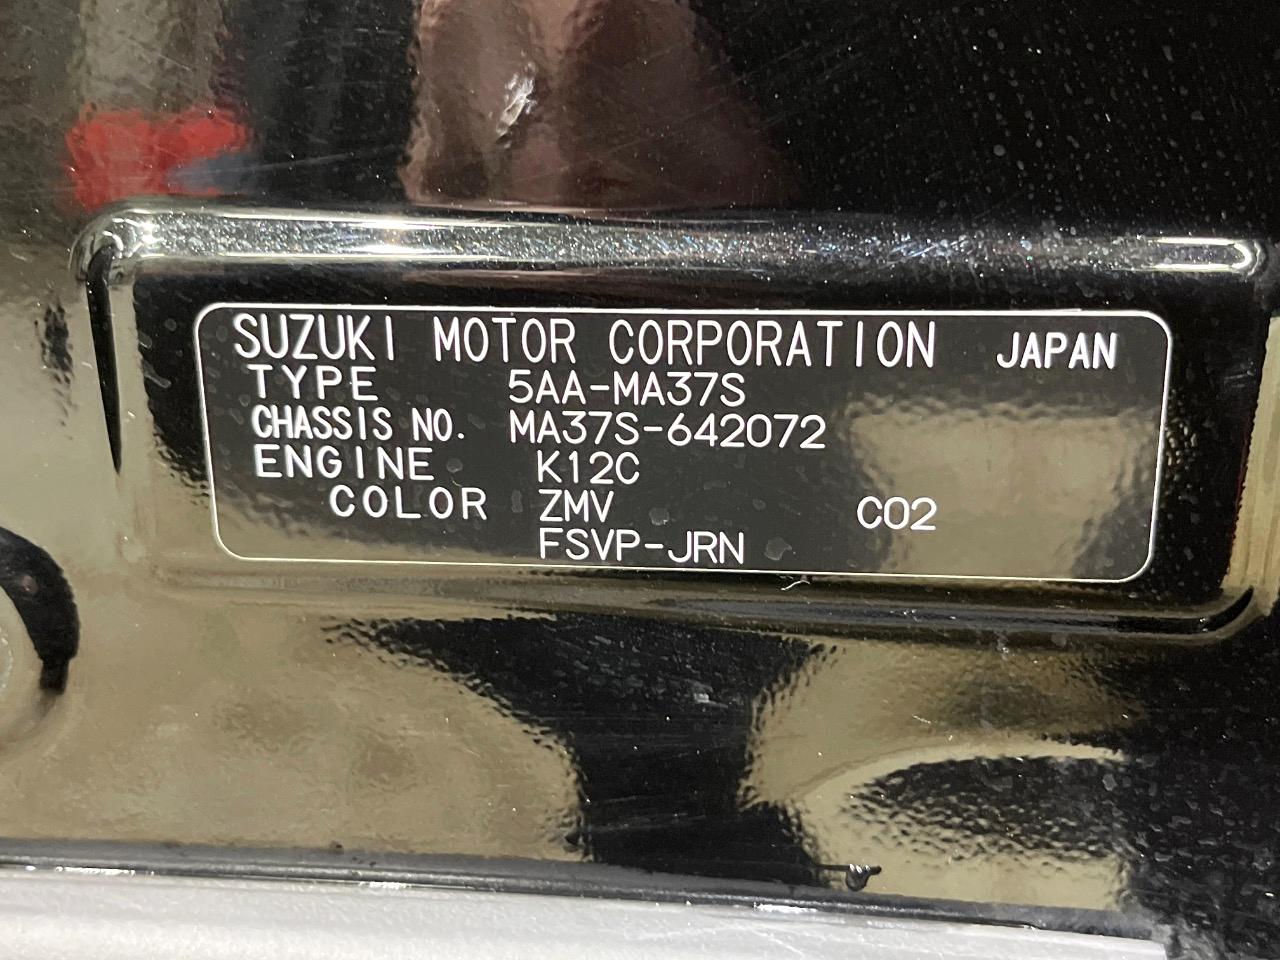 SUZUKI MOTOR CORPORATION JAPAN
TYPE 5AA-MA37S
CHASSIS NO. MA37S-642072
ENGINE K12C
COLOR ZMV C02
FSVP-JRN